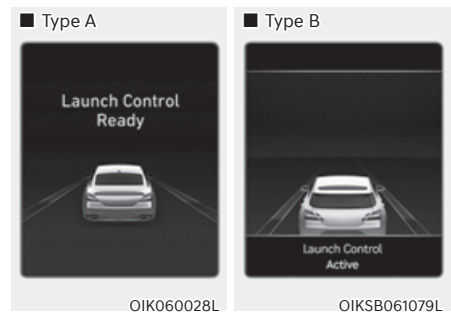 ■ Type A
Launch Control
Ready
OIK060028L
■ Type B
Launch Control
Active
OIKSB061079L